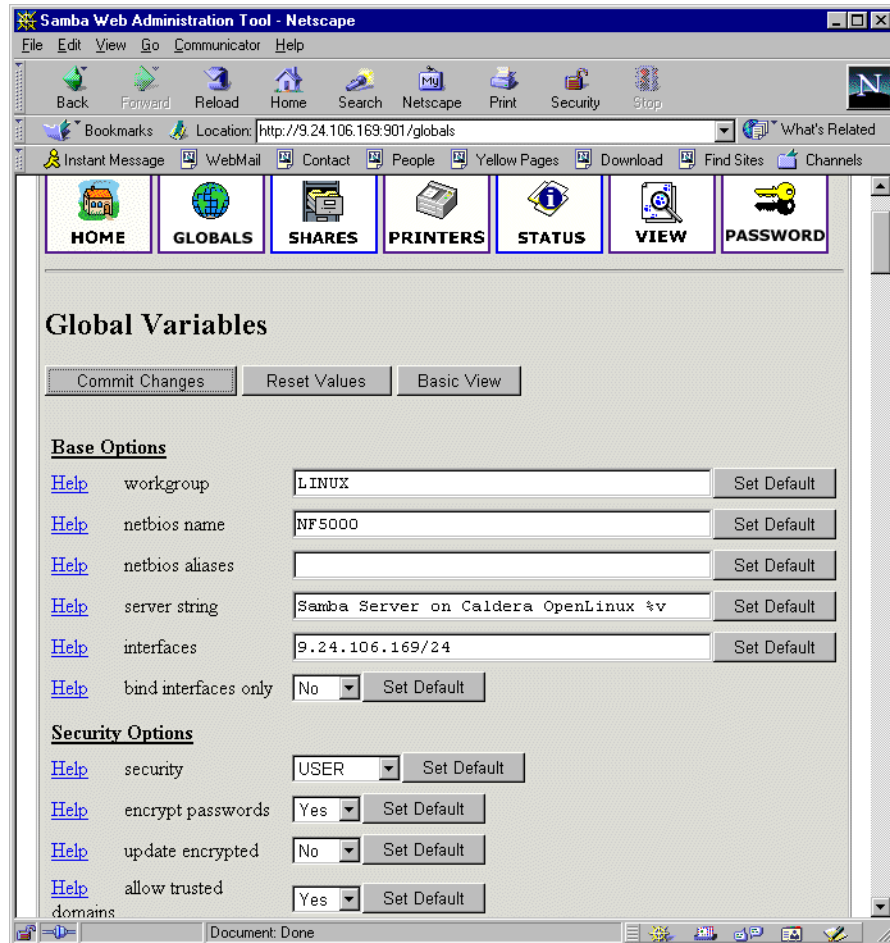 Samba Web Administration Tool - Netscape
File Edit View Go Communicator Help
My
N
Back Forward Reload Home Search Netscape Print Security Stop
Bookmarks Location: http://9.24.106.169:901/globals What's Related
Instant Message WebMail Contact People Yellow Pages Download Find Sites Channels
HOME GLOBALS SHARES PRINTERS STATUS VIEW PASSWORD
Global Variables
Commit Changes Reset Values Basic View
Base Options
Help workgroup LINUX Set Default
Help netbios name NF5000 Set Default
Help netbios aliases Set Default
Help server string Samba Server on Caldera OpenLinux %v Set Default
Help interfaces 9.24.106.169/24 Set Default
Help bind interfaces only No Set Default
Security Options
Help security USER Set Default
Help encrypt passwords Yes Set Default
Help update encrypted No Set Default
Help allow trusted domains Yes Set Default
Document: Done